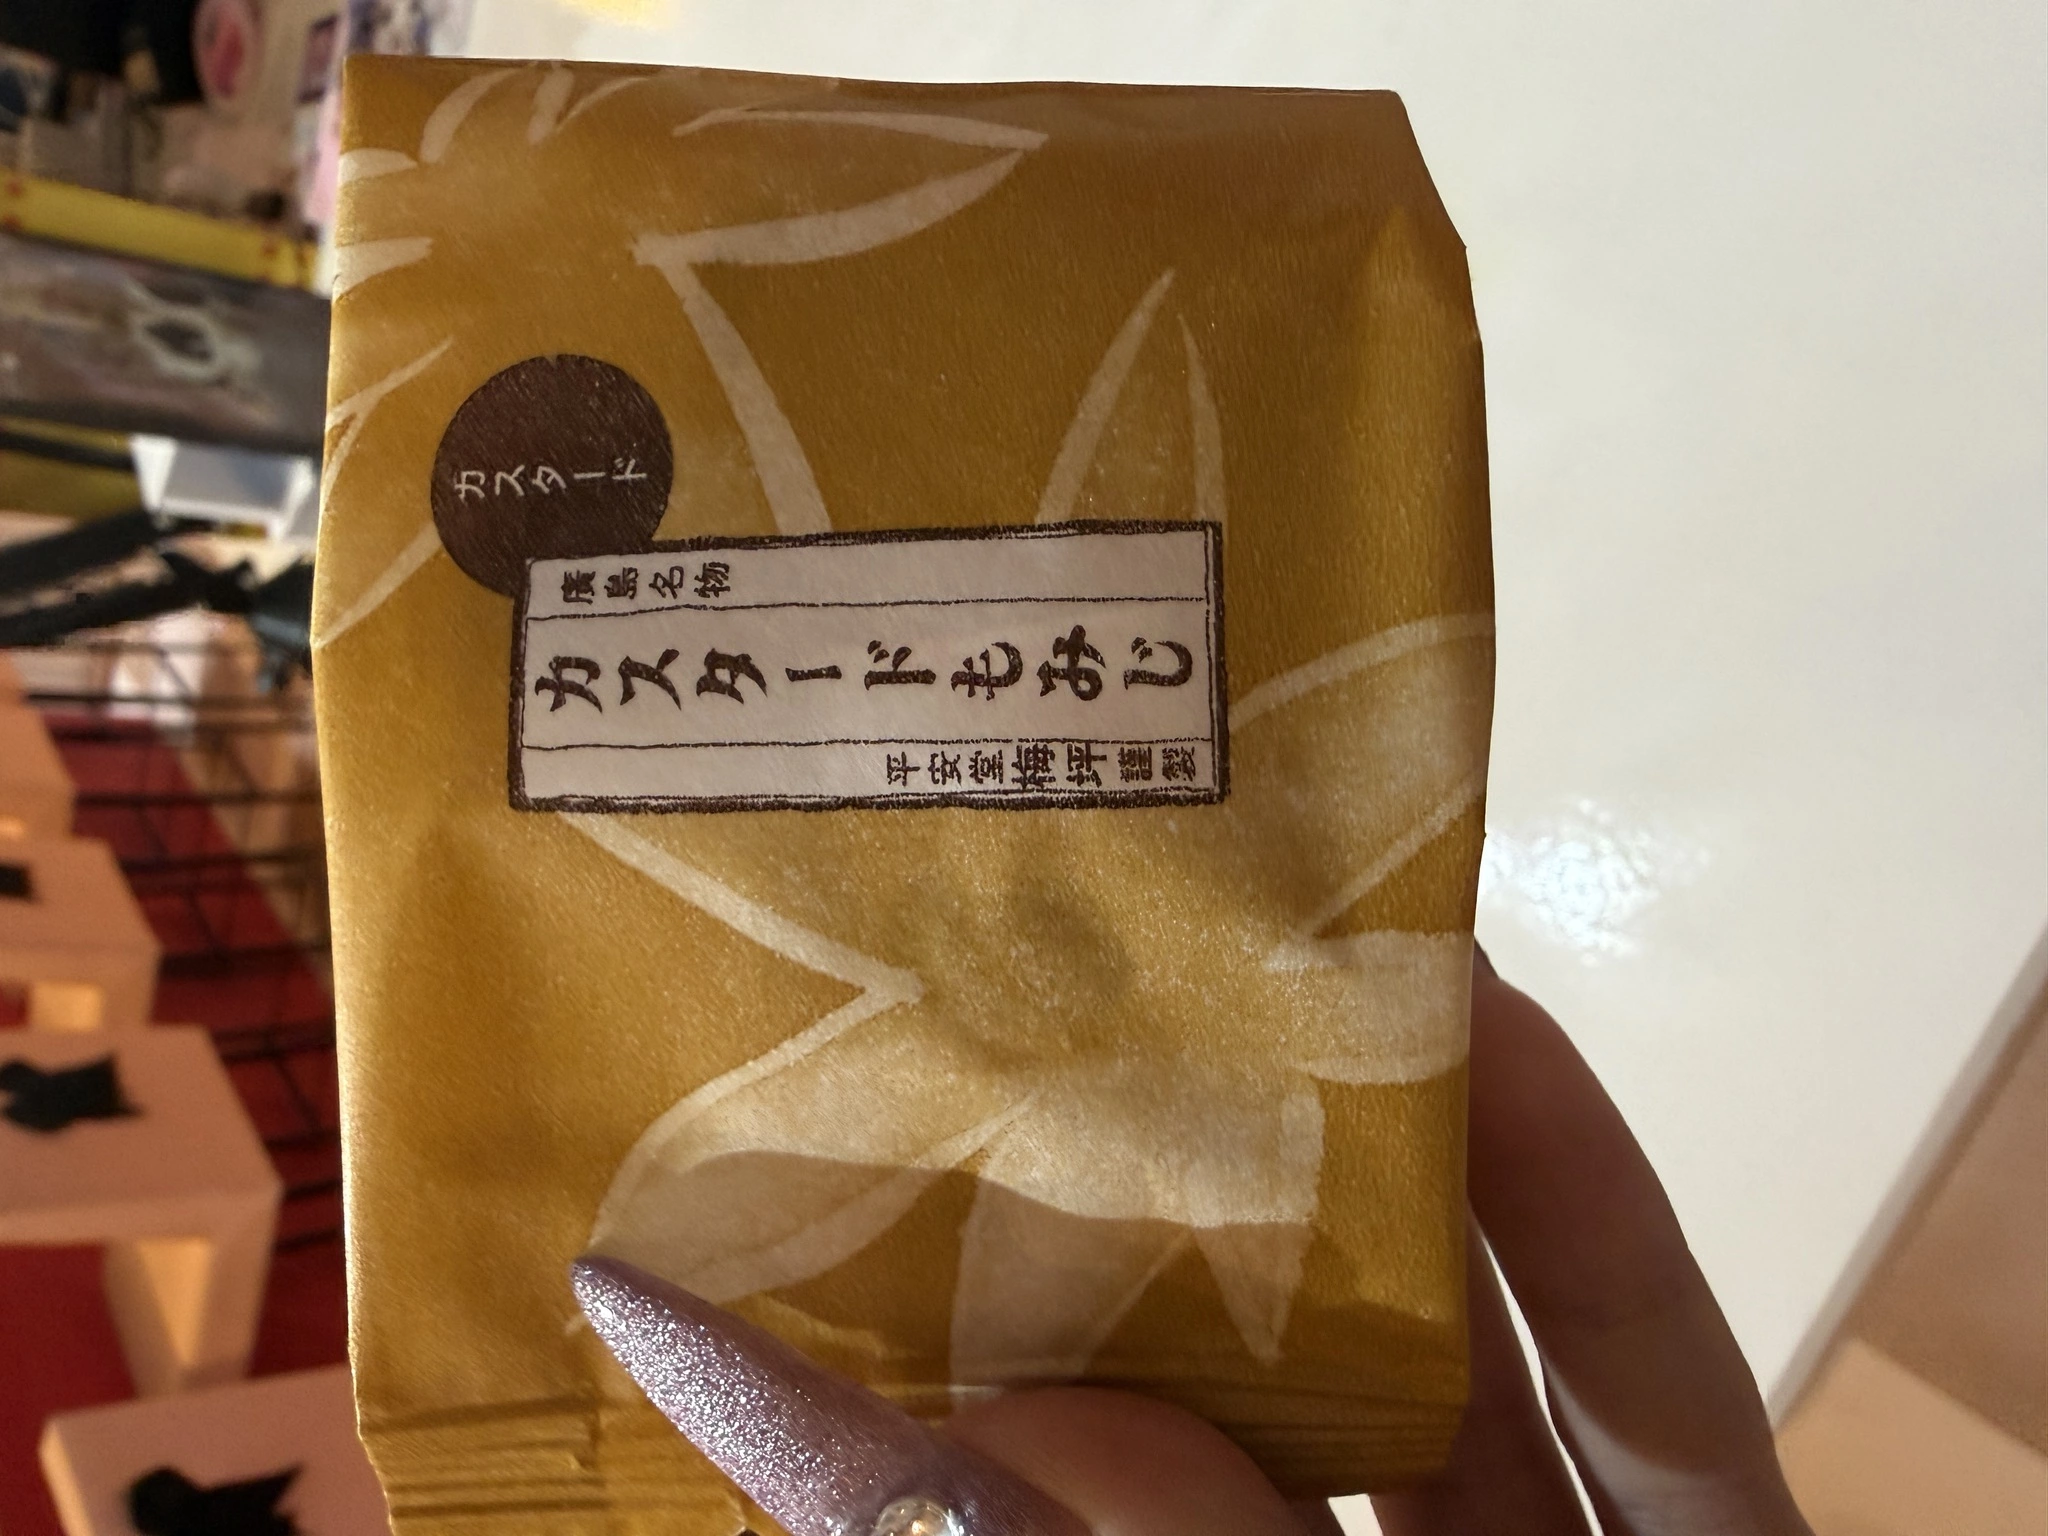 カスタード
廣島名物
カスタードもみじ
平安堂梅坪謹製